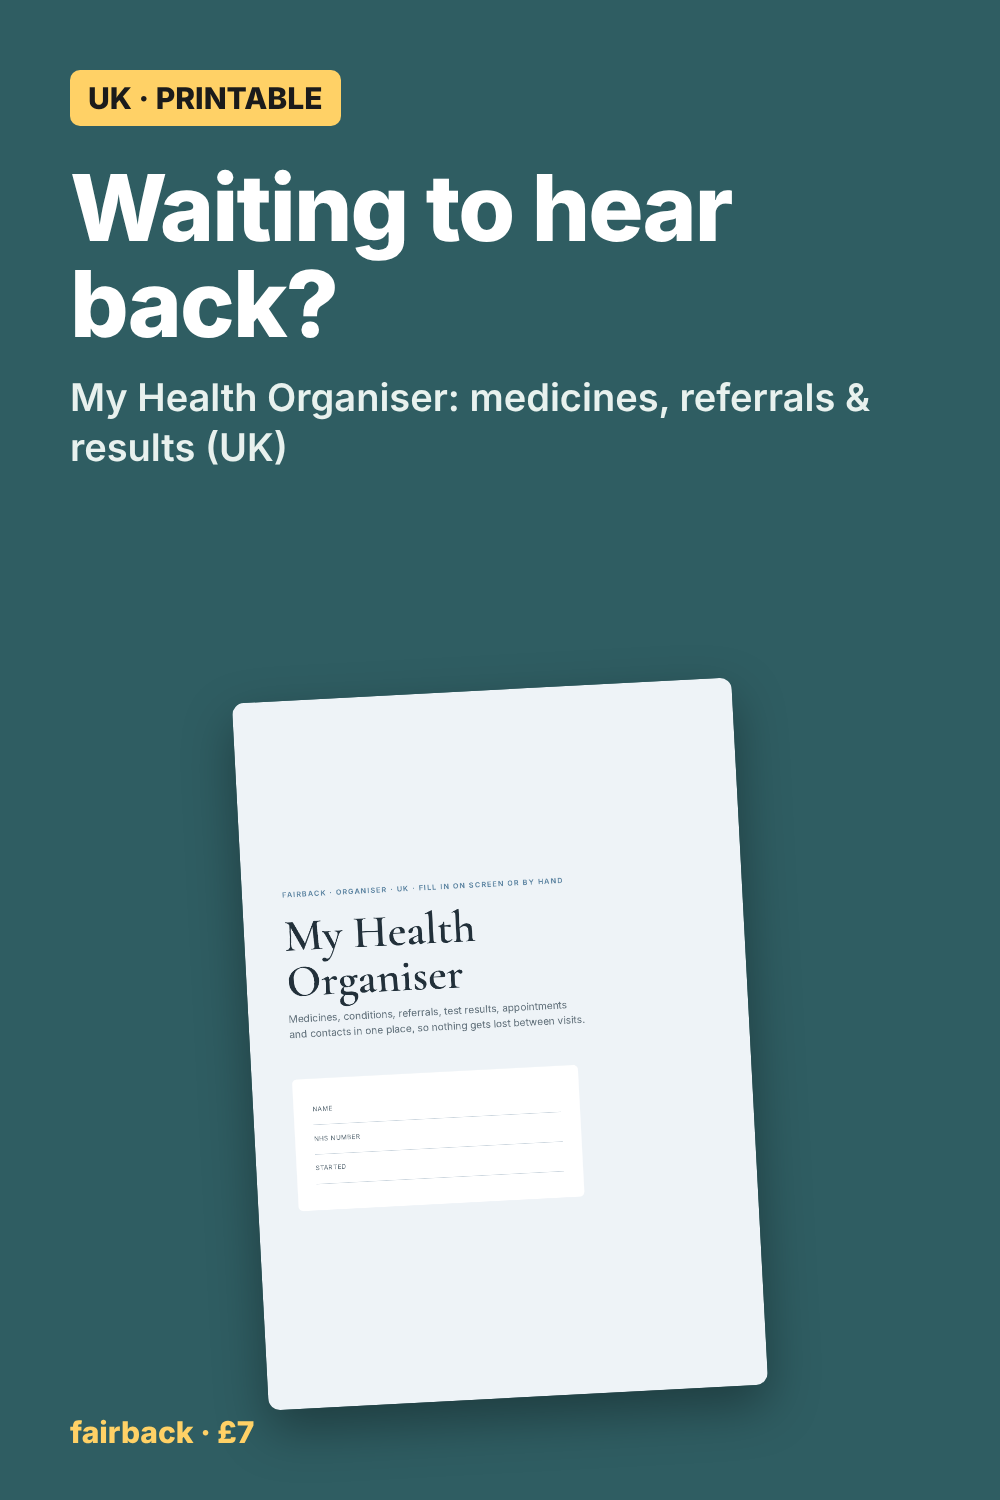 UK · PRINTABLE
Waiting to hear
back?
My Health Organiser: medicines, referrals &
results (UK)
FAIRBACK · ORGANISER · UK · FILL IN ON SCREEN OR BY HAND
My Health
Organiser
Medicines, conditions, referrals, test results, appointments
and contacts in one place, so nothing gets lost between visits.
NAME
NHS NUMBER
STARTED
fairback · £7